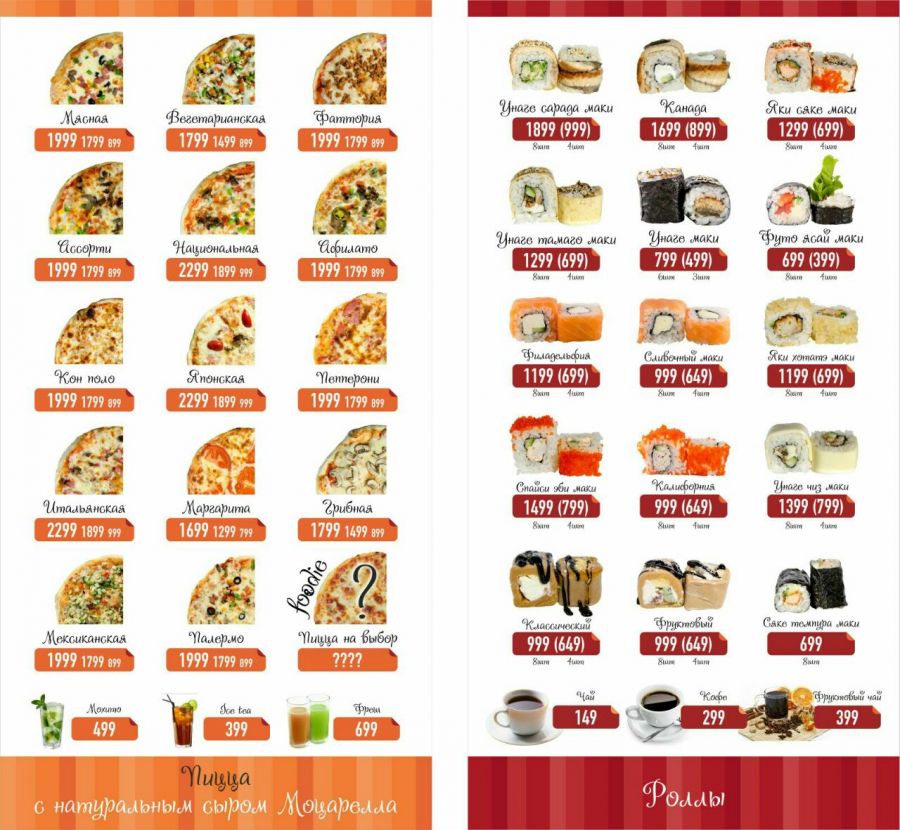 Мясная
1999 1799 899
Вегетарианская
1799 1499 899
Фаттория
1999 1799 899
Ассорти
1999 1799 899
Национальная
2299 1899 999
Афилато
1999 1799 899
Кон поло
1999 1799 899
Японская
2299 1899 999
Пепперони
1999 1799 899
Итальянская
2299 1899 999
Маргарита
1699 1299 799
Грибная
1799 1499 899
Мексиканская
1999 1799 899
Палермо
1999 1799 899
foodie
?
Пицца на выбор
????
Мохито
499
Ice tea
399
Фреш
699
Пицца
с натуральным сыром Моцарелла
Унаге сарада маки
1899 (999)
8шт 4шт
Канада
1699 (899)
8шт 4шт
Яки сяке маки
1299 (699)
8шт 4шт
Унаге тамаго маки
1299 (699)
8шт 4шт
Унаге маки
799 (499)
6шт 3шт
Футо ясай маки
699 (399)
8шт 4шт
Филадельфия
1199 (699)
8шт 4шт
Сливочный маки
999 (649)
8шт 4шт
Яки хотатэ маки
1199 (699)
8шт 4шт
Спайси эби маки
1499 (799)
8шт 4шт
Калифорния
999 (649)
8шт 4шт
Унаге чиз маки
1399 (799)
8шт 4шт
Классический
999 (649)
8шт 4шт
Фруктовый
999 (649)
8шт 4шт
Сяке темпура маки
699
8шт
Чай
149
Кофе
299
Фруктовый чай
399
Роллы